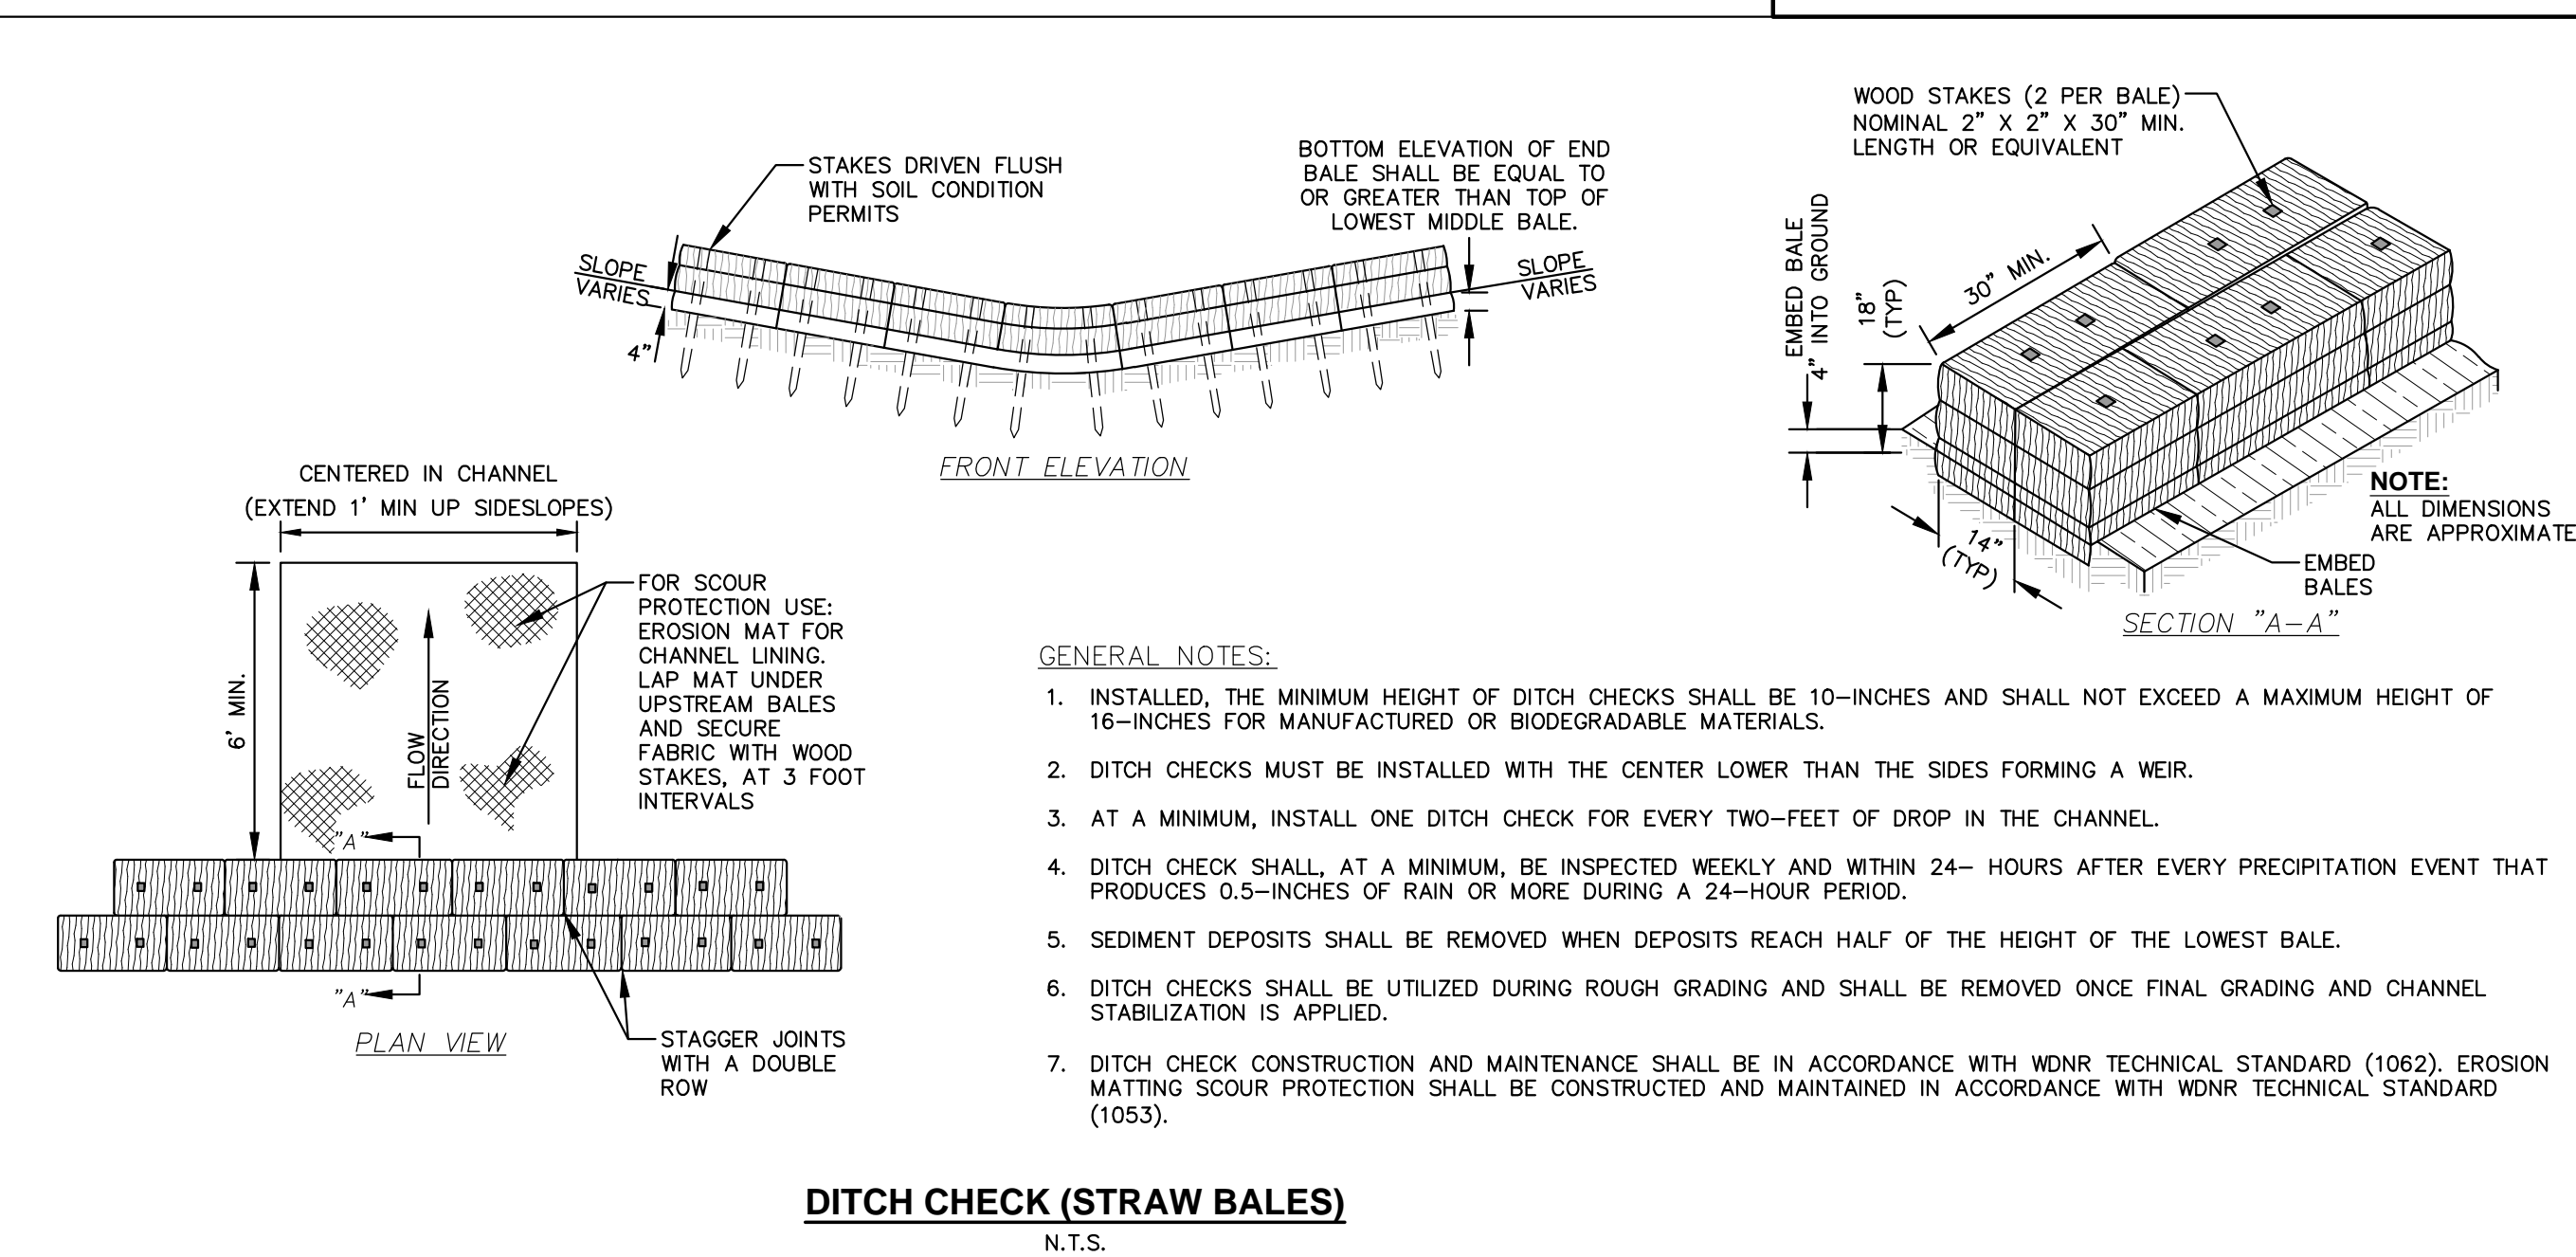 STAKES DRIVEN FLUSH
WITH SOIL CONDITION
PERMITS
BOTTOM ELEVATION OF END
BALE SHALL BE EQUAL TO
OR GREATER THAN TOP OF
LOWEST MIDDLE BALE.
SLOPE
VARIES
4"
SLOPE
VARIES
FRONT ELEVATION
WOOD STAKES (2 PER BALE)
NOMINAL 2" X 2" X 30" MIN.
LENGTH OR EQUIVALENT
EMBED BALE
4" INTO GROUND
18"
(TYP)
30" MIN.
14"
(TYP)
NOTE:
ALL DIMENSIONS
ARE APPROXIMATE
EMBED
BALES
SECTION "A-A"
CENTERED IN CHANNEL
(EXTEND 1' MIN UP SIDESLOPES)
6' MIN.
FLOW
DIRECTION
FOR SCOUR
PROTECTION USE:
EROSION MAT FOR
CHANNEL LINING.
LAP MAT UNDER
UPSTREAM BALES
AND SECURE
FABRIC WITH WOOD
STAKES, AT 3 FOOT
INTERVALS
"A"
"A"
PLAN VIEW
STAGGER JOINTS
WITH A DOUBLE
ROW
GENERAL NOTES:
1. INSTALLED, THE MINIMUM HEIGHT OF DITCH CHECKS SHALL BE 10-INCHES AND SHALL NOT EXCEED A MAXIMUM HEIGHT OF
16-INCHES FOR MANUFACTURED OR BIODEGRADABLE MATERIALS.
2. DITCH CHECKS MUST BE INSTALLED WITH THE CENTER LOWER THAN THE SIDES FORMING A WEIR.
3. AT A MINIMUM, INSTALL ONE DITCH CHECK FOR EVERY TWO-FEET OF DROP IN THE CHANNEL.
4. DITCH CHECK SHALL, AT A MINIMUM, BE INSPECTED WEEKLY AND WITHIN 24- HOURS AFTER EVERY PRECIPITATION EVENT THAT
PRODUCES 0.5-INCHES OF RAIN OR MORE DURING A 24-HOUR PERIOD.
5. SEDIMENT DEPOSITS SHALL BE REMOVED WHEN DEPOSITS REACH HALF OF THE HEIGHT OF THE LOWEST BALE.
6. DITCH CHECKS SHALL BE UTILIZED DURING ROUGH GRADING AND SHALL BE REMOVED ONCE FINAL GRADING AND CHANNEL
STABILIZATION IS APPLIED.
7. DITCH CHECK CONSTRUCTION AND MAINTENANCE SHALL BE IN ACCORDANCE WITH WDNR TECHNICAL STANDARD (1062). EROSION
MATTING SCOUR PROTECTION SHALL BE CONSTRUCTED AND MAINTAINED IN ACCORDANCE WITH WDNR TECHNICAL STANDARD
(1053).
DITCH CHECK (STRAW BALES)
N.T.S.